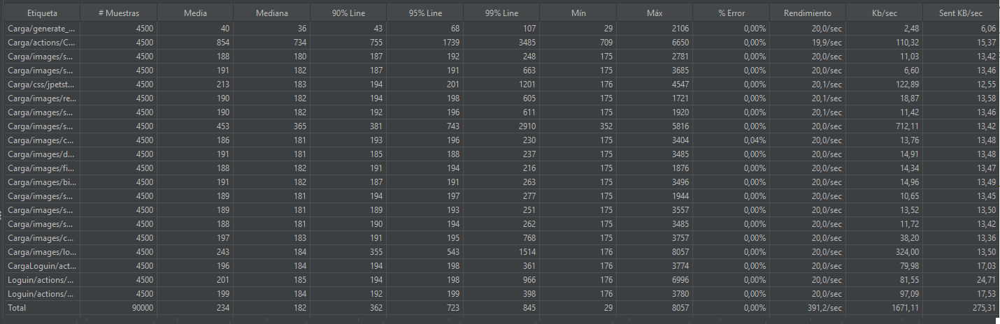 Etiqueta # Muestras Media Mediana 90% Line 95% Line 99% Line Mín Máx % Error Rendimiento Kb/sec Sent KB/sec
Carga/generate_... 4500 40 36 43 68 107 29 2106 0,00% 20,0/sec 2,48 6,06
Carga/actions/C... 4500 854 734 755 1739 3485 709 6650 0,00% 19,9/sec 110,32 15,37
Carga/images/s... 4500 188 180 187 192 248 175 2781 0,00% 20,0/sec 11,03 13,42
Carga/images/s... 4500 191 182 187 191 663 175 3685 0,00% 20,0/sec 6,60 13,46
Carga/css/jpetst... 4500 213 183 194 201 1201 176 4547 0,00% 20,1/sec 122,89 12,55
Carga/images/re... 4500 190 182 194 198 605 175 1721 0,00% 20,1/sec 18,87 13,58
Carga/images/s... 4500 190 182 192 196 611 175 1920 0,00% 20,1/sec 11,42 13,46
Carga/images/s... 4500 453 365 381 743 2910 352 5816 0,00% 20,0/sec 712,11 13,42
Carga/images/c... 4500 186 181 193 196 230 175 3404 0,04% 20,0/sec 13,76 13,48
Carga/images/d... 4500 191 181 185 188 237 175 3485 0,00% 20,0/sec 14,91 13,48
Carga/images/fi... 4500 188 182 191 194 216 175 1876 0,00% 20,0/sec 14,34 13,47
Carga/images/bi... 4500 191 182 187 191 263 175 3496 0,00% 20,0/sec 14,96 13,49
Carga/images/s... 4500 189 181 194 197 277 175 1944 0,00% 20,0/sec 10,65 13,45
Carga/images/s... 4500 189 181 189 193 251 175 3557 0,00% 20,0/sec 13,52 13,50
Carga/images/s... 4500 188 181 190 194 262 175 3485 0,00% 20,0/sec 11,72 13,42
Carga/images/c... 4500 197 183 191 195 768 175 3757 0,00% 20,0/sec 38,20 13,36
Carga/images/lo... 4500 243 184 355 543 1514 176 8057 0,00% 20,0/sec 324,00 13,50
CargaLoguin/act... 4500 196 184 194 198 361 176 3774 0,00% 20,0/sec 79,98 17,03
Loguin/actions/... 4500 201 185 194 198 966 176 6996 0,00% 20,0/sec 81,55 24,71
Loguin/actions/... 4500 199 184 192 199 398 176 3780 0,00% 20,0/sec 97,09 17,53
Total 90000 234 182 362 723 845 29 8057 0,00% 391,2/sec 1671,11 275,31